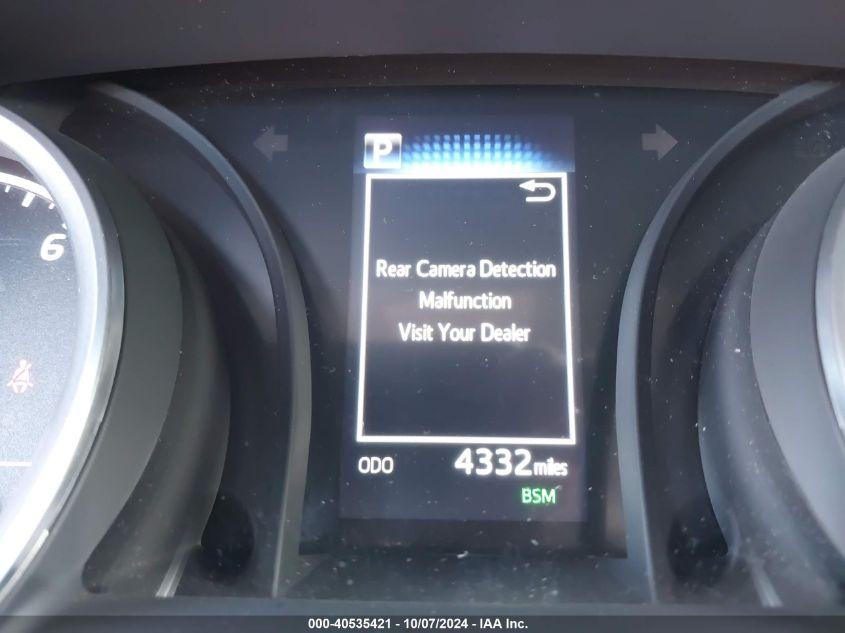 P
6
Rear Camera Detection
Malfunction
Visit Your Dealer
ODO 4332 miles
BSM
000-40535421 - 10/07/2024 - IAA Inc.